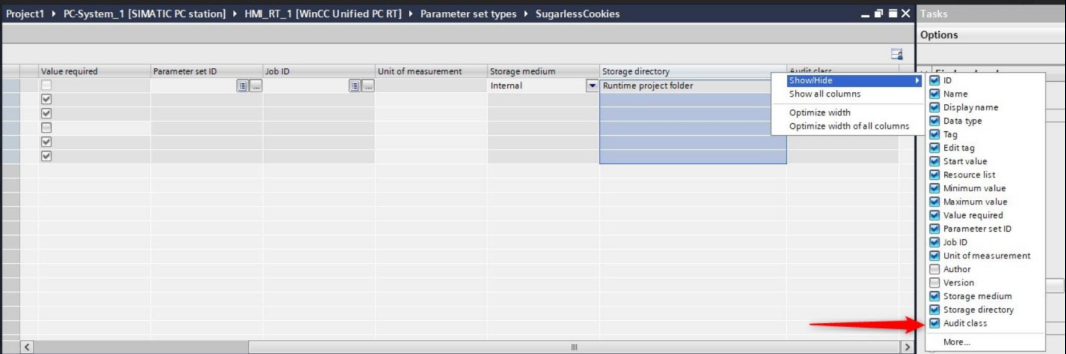 Project1 ▸ PC-System_1 [SIMATIC PC station] ▸ HMI_RT_1 [WinCC Unified PC RT] ▸ Parameter set types ▸ SugarlessCookies
Tasks
Options
Value required Parameter set ID Job ID Unit of measurement Storage medium Storage directory Audit class
Internal Runtime project folder
Show/Hide
Show all columns
Optimize width
Optimize width of all columns
ID
Name
Display name
Data type
Tag
Edit tag
Start value
Resource list
Minimum value
Maximum value
Value required
Parameter set ID
Job ID
Unit of measurement
Author
Version
Storage medium
Storage directory
Audit class
More...